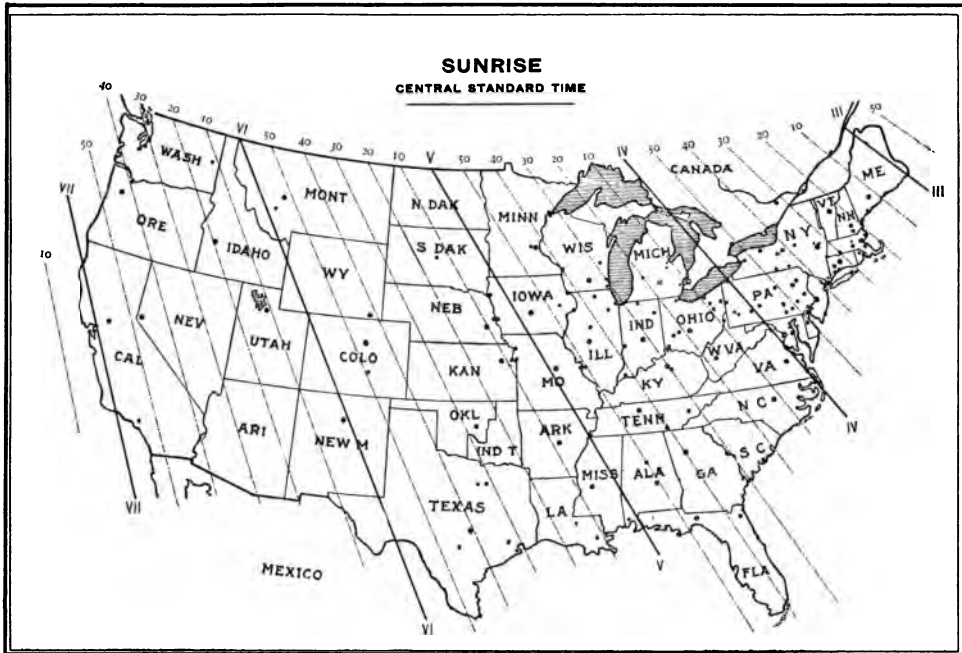 SUNRISE
CENTRAL STANDARD TIME
40 30 20 10 VI 50 40 30 20 10 V 50 40 30 20 10 IV 50 40 30 20 10 III 50
50
VII
10
III
CANADA
WASH
MONT
N DAK
MINN
ME
VT
NH
ORE
IDAHO
S DAK
WIS
MICH
N Y
WY
IOWA
PA
NEB
NEV
UTAH
COLO
ILL
IND
OHIO
W VA
CAL
KAN
MO
KY
VA
ARI
NEW M
OKL
IND T
ARK
TENN
N C
IV
S C
MISS
ALA
GA
VII
TEXAS
LA
V
FLA
MEXICO
VI